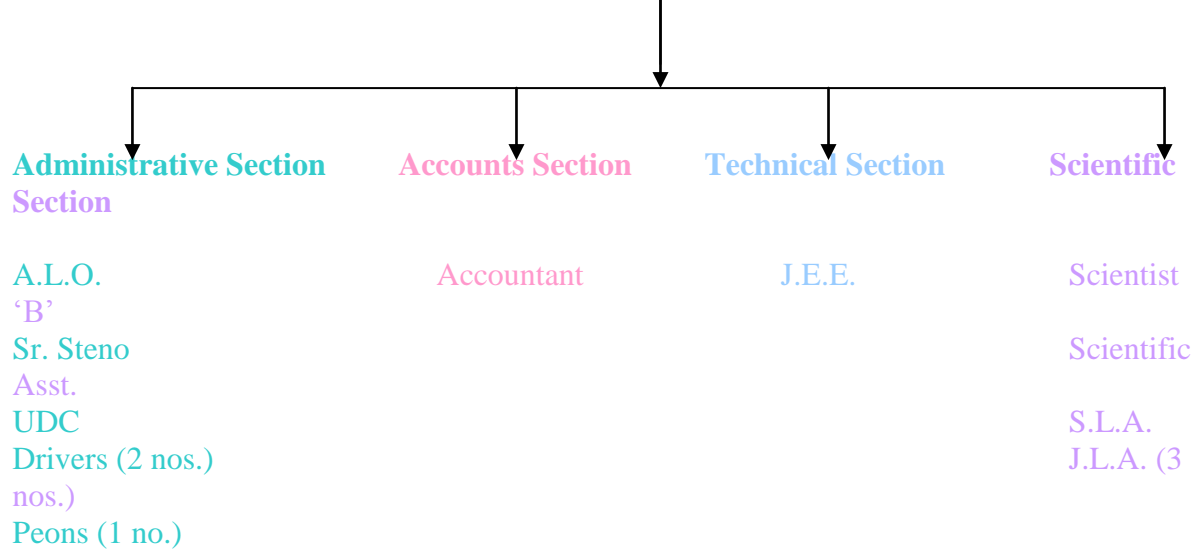 Administrative Section Accounts Section Technical Section Scientific
Section
A.L.O. Accountant J.E.E. Scientist
‘B’
Sr. Steno Scientific
Asst.
UDC S.L.A.
Drivers (2 nos.) J.L.A. (3
nos.)
Peons (1 no.)